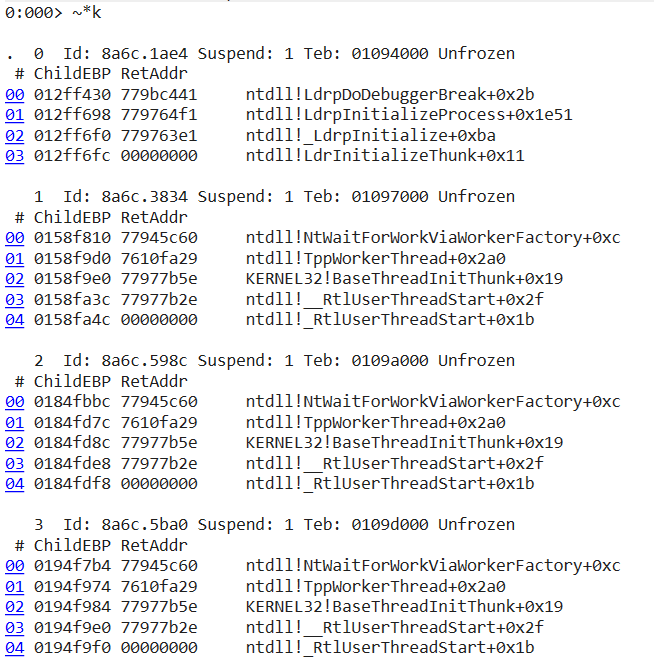 0:000> ~*k
.  0  Id: 8a6c.1ae4 Suspend: 1 Teb: 01094000 Unfrozen
 # ChildEBP RetAddr
00 012ff430 779bc441     ntdll!LdrpDoDebuggerBreak+0x2b
01 012ff698 779764f1     ntdll!LdrpInitializeProcess+0x1e51
02 012ff6f0 779763e1     ntdll!_LdrpInitialize+0xba
03 012ff6fc 00000000     ntdll!LdrInitializeThunk+0x11
   1  Id: 8a6c.3834 Suspend: 1 Teb: 01097000 Unfrozen
 # ChildEBP RetAddr
00 0158f810 77945c60     ntdll!NtWaitForWorkViaWorkerFactory+0xc
01 0158f9d0 7610fa29     ntdll!TppWorkerThread+0x2a0
02 0158f9e0 77977b5e     KERNEL32!BaseThreadInitThunk+0x19
03 0158fa3c 77977b2e     ntdll!__RtlUserThreadStart+0x2f
04 0158fa4c 00000000     ntdll!_RtlUserThreadStart+0x1b
   2  Id: 8a6c.598c Suspend: 1 Teb: 0109a000 Unfrozen
 # ChildEBP RetAddr
00 0184fbbc 77945c60     ntdll!NtWaitForWorkViaWorkerFactory+0xc
01 0184fd7c 7610fa29     ntdll!TppWorkerThread+0x2a0
02 0184fd8c 77977b5e     KERNEL32!BaseThreadInitThunk+0x19
03 0184fde8 77977b2e     ntdll!__RtlUserThreadStart+0x2f
04 0184fdf8 00000000     ntdll!_RtlUserThreadStart+0x1b
   3  Id: 8a6c.5ba0 Suspend: 1 Teb: 0109d000 Unfrozen
 # ChildEBP RetAddr
00 0194f7b4 77945c60     ntdll!NtWaitForWorkViaWorkerFactory+0xc
01 0194f974 7610fa29     ntdll!TppWorkerThread+0x2a0
02 0194f984 77977b5e     KERNEL32!BaseThreadInitThunk+0x19
03 0194f9e0 77977b2e     ntdll!__RtlUserThreadStart+0x2f
04 0194f9f0 00000000     ntdll!_RtlUserThreadStart+0x1b